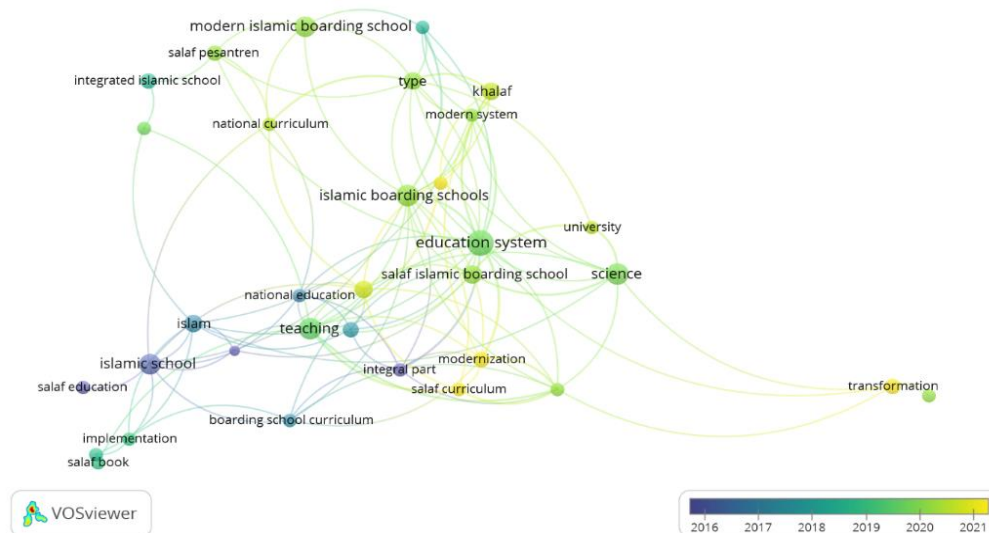 modern islamic boarding school
salaf pesantren
integrated islamic school
type
khalaf
modern system
national curriculum
islamic boarding schools
university
education system
salaf islamic boarding school
science
national education
islam
teaching
islamic school
integral part
modernization
salaf education
salaf curriculum
transformation
boarding school curriculum
implementation
salaf book
VOSviewer
2016 2017 2018 2019 2020 2021